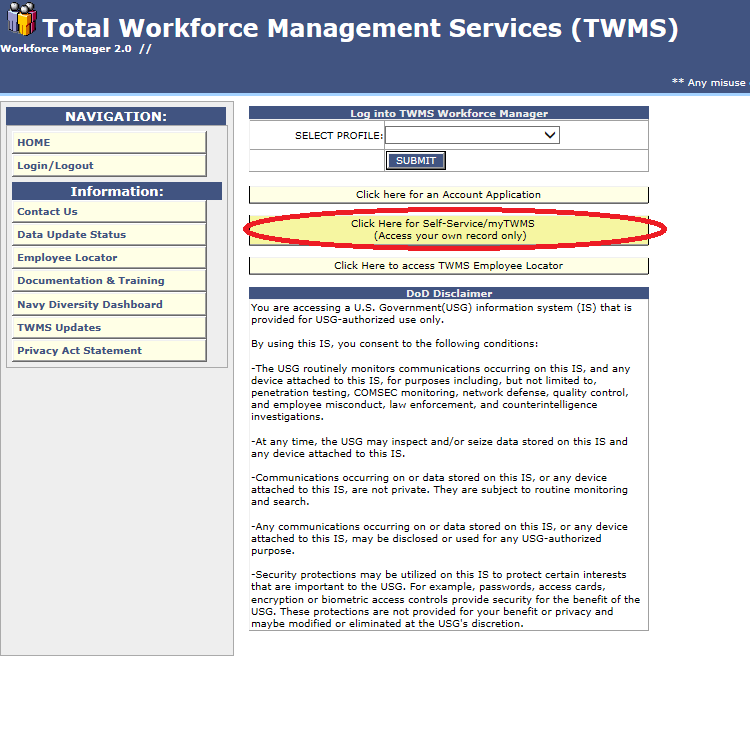 Total Workforce Management Services (TWMS)
Workforce Manager 2.0 //
** Any misuse
NAVIGATION:
HOME
Login/Logout
Information:
Contact Us
Data Update Status
Employee Locator
Documentation & Training
Navy Diversity Dashboard
TWMS Updates
Privacy Act Statement
Log into TWMS Workforce Manager
SELECT PROFILE:
SUBMIT
Click here for an Account Application
Click Here for Self-Service/myTWMS
(Access your own record only)
Click Here to access TWMS Employee Locator
DoD Disclaimer
You are accessing a U.S. Government(USG) information system (IS) that is
provided for USG-authorized use only.
By using this IS, you consent to the following conditions:
-The USG routinely monitors communications occurring on this IS, and any
device attached to this IS, for purposes including, but not limited to,
penetration testing, COMSEC monitoring, network defense, quality control,
and employee misconduct, law enforcement, and counterintelligence
investigations.
-At any time, the USG may inspect and/or seize data stored on this IS and
any device attached to this IS.
-Communications occurring on or data stored on this IS, or any device
attached to this IS, are not private. They are subject to routine monitoring
and search.
-Any communications occurring on or data stored on this IS, or any device
attached to this IS, may be disclosed or used for any USG-authorized
purpose.
-Security protections may be utilized on this IS to protect certain interests
that are important to the USG. For example, passwords, access cards,
encryption or biometric access controls provide security for the benefit of the
USG. These protections are not provided for your benefit or privacy and
maybe modified or eliminated at the USG's discretion.